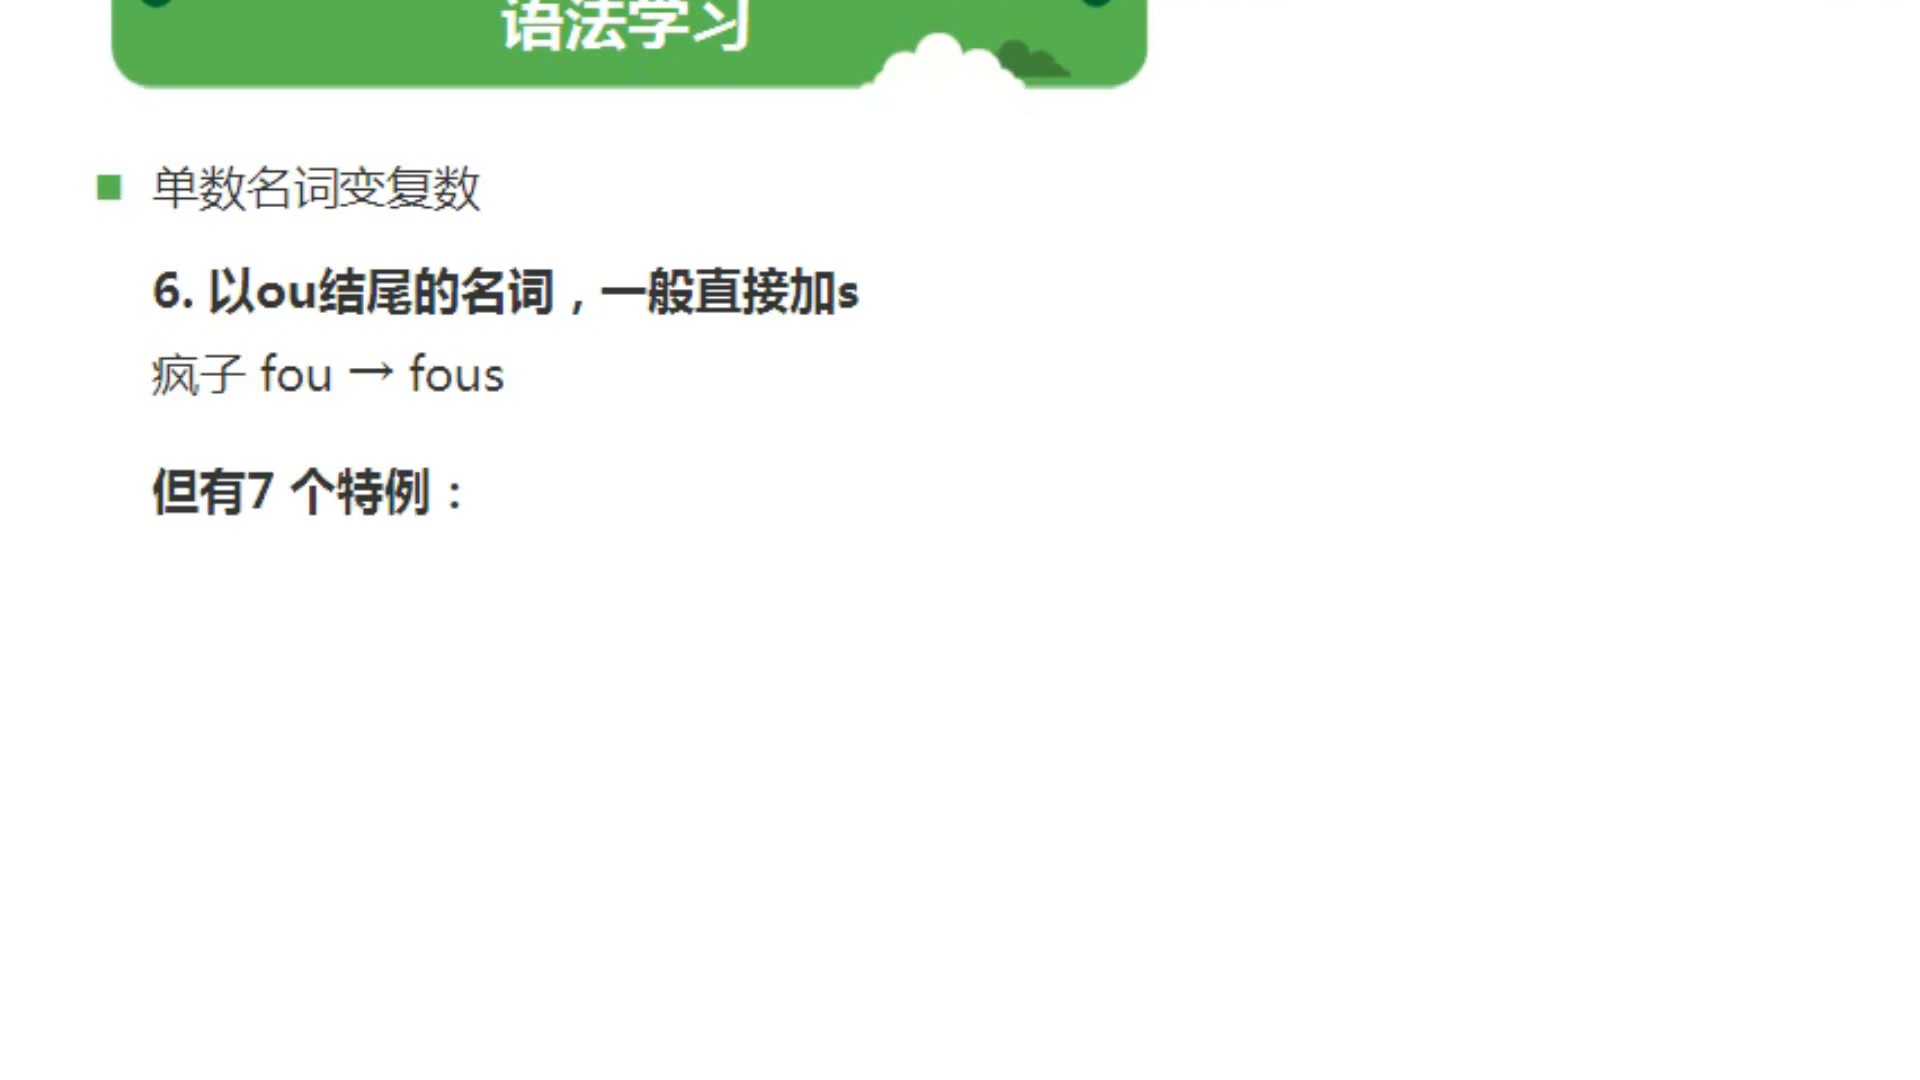 语法学习
单数名词变复数
6. 以ou结尾的名词，一般直接加s
疯子 fou → fous
但有7 个特例：